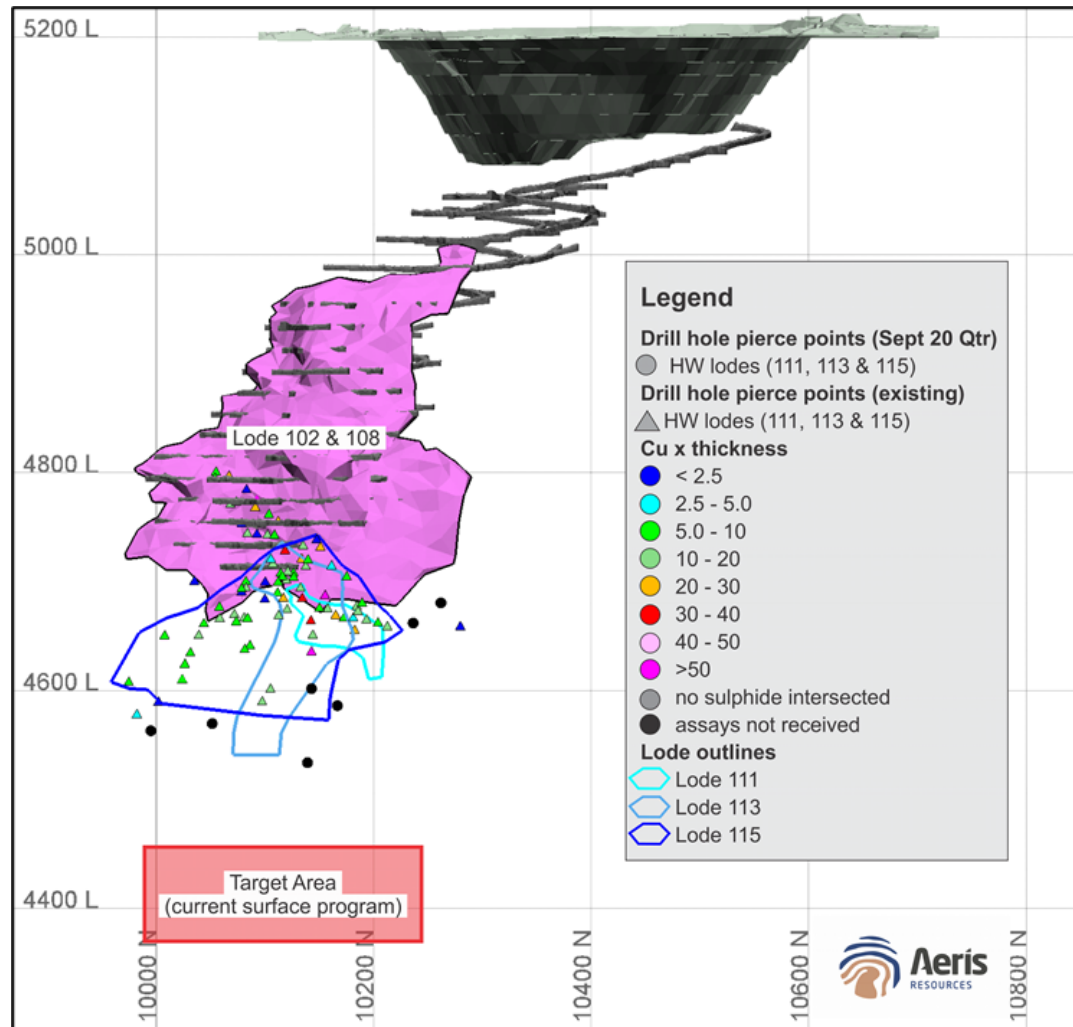 5200 L
5000 L
4800 L
4600 L
4400 L
Lode 102 & 108
Target Area
(current surface program)
Legend
Drill hole pierce points (Sept 20 Qtr)
HW lodes (111, 113 & 115)
Drill hole pierce points (existing)
HW lodes (111, 113 & 115)
Cu x thickness
< 2.5
2.5 - 5.0
5.0 - 10
10 - 20
20 - 30
30 - 40
40 - 50
>50
no sulphide intersected
assays not received
Lode outlines
Lode 111
Lode 113
Lode 115
10000 N
10200 N
10400 N
10600 N
10800 N
Aeris
RESOURCES